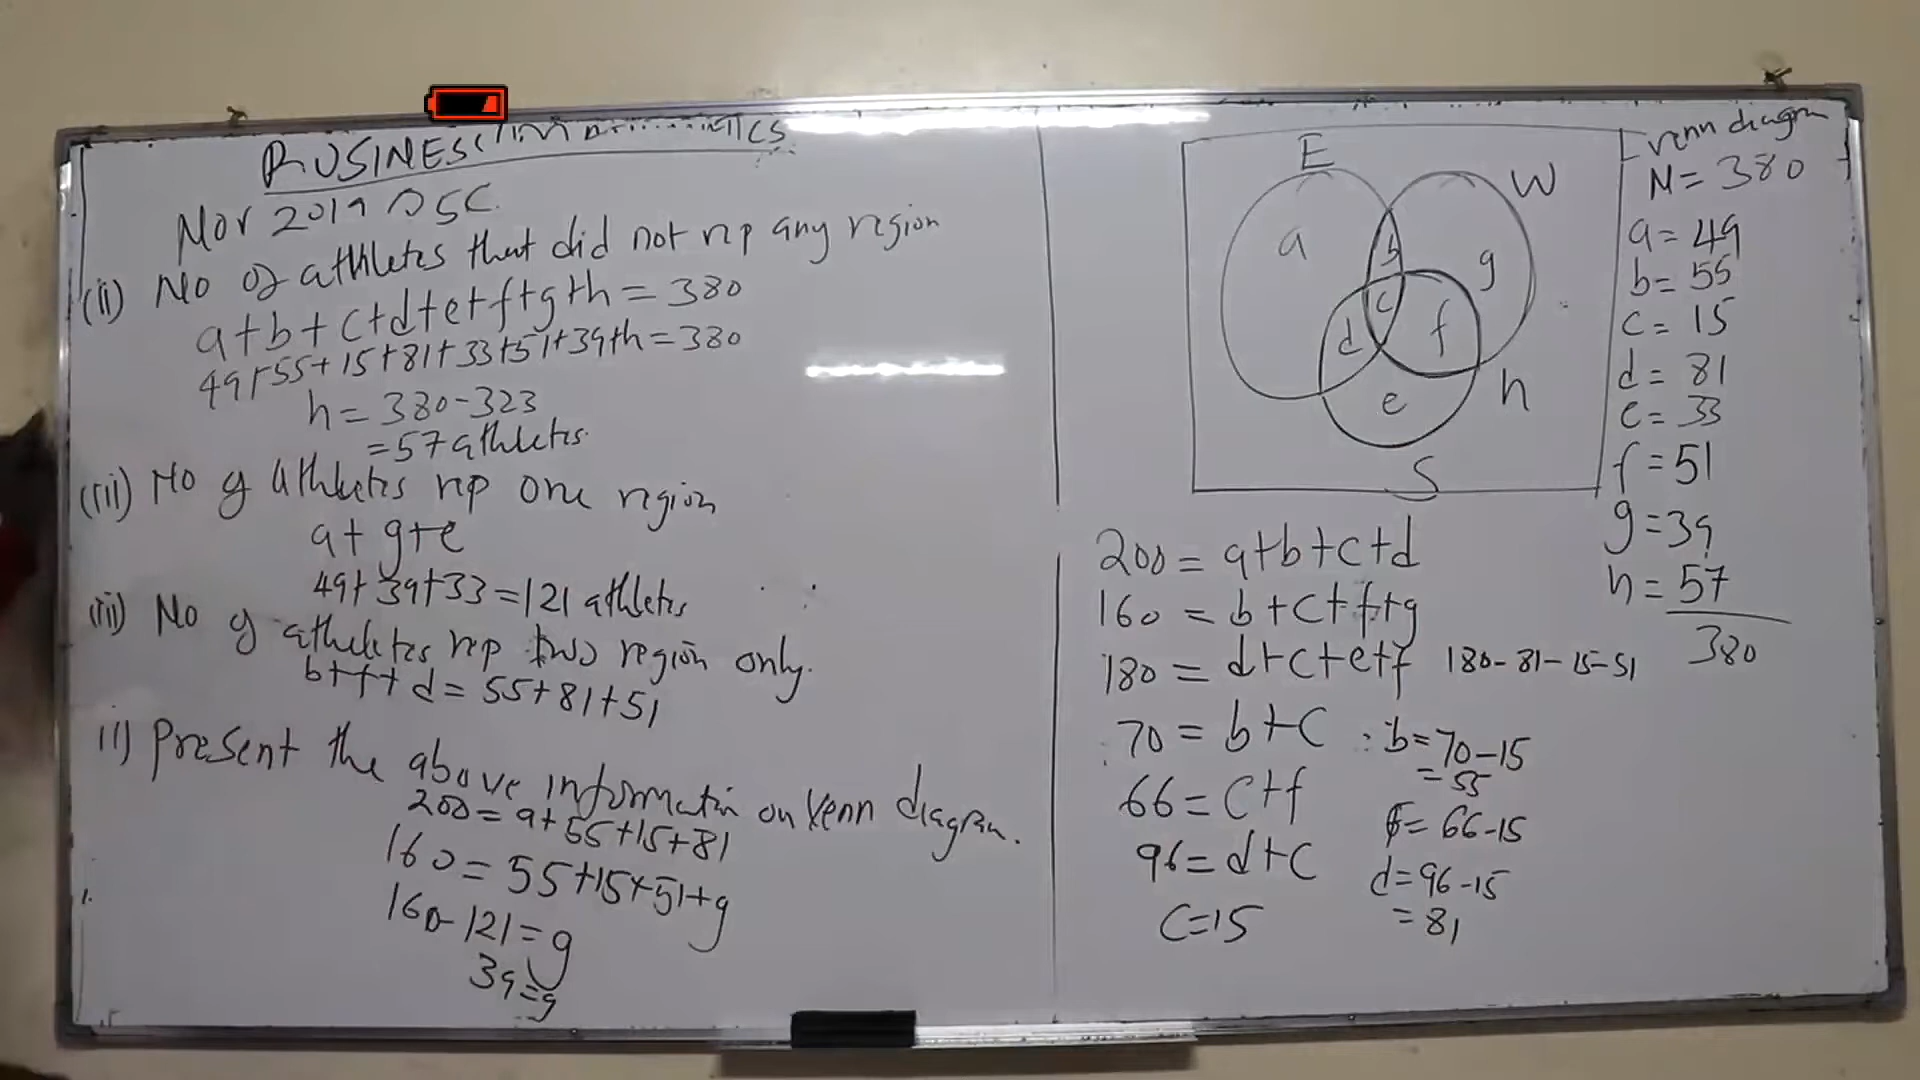 BUSINESS
Nov 2019 Q5C.
(ii) No of athletes that did not rep any region
a+b+c+d+e+f+g+h=380
49+55+15+81+33+51+39+h=380
h=380-323
=57 athletes.
(iii) No of athletes rep one region
a+g+e
49+39+33=121 athletes
(iii) No of atheletes rep two region only.
b+f+d=55+81+51
ii) Present the above information on Venn diagram.
200=a+55+15+81
160=55+15+51+g
160-121=g
39=g
E
W
a
b
g
c
d
f
e
h
S
venn diagram
M=380
a=49
b=55
c=15
d=81
e=33
f=51
g=39
h=57
380
200=a+b+c+d
160=b+c+f+g
180=d+c+e+f 180-81-15-51
70=b+c :b=70-15
=55
66=c+f f=66-15
96=d+c d=96-15
=81
C=15